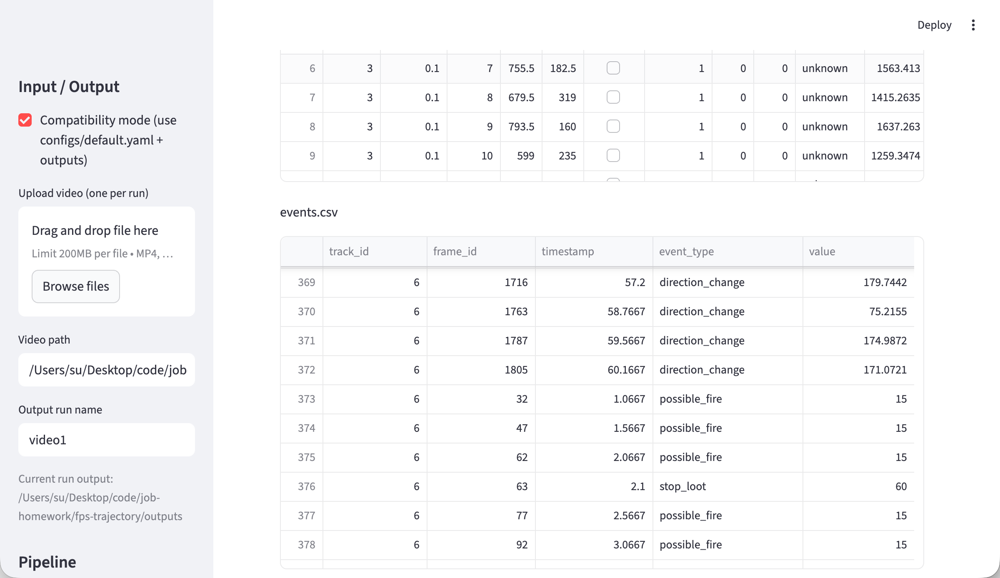 Deploy
Input / Output
Compatibility mode (use
configs/default.yaml +
outputs)
Upload video (one per run)
Drag and drop file here
Limit 200MB per file • MP4, …
Browse files
Video path
/Users/su/Desktop/code/job-
Output run name
video1
Current run output:
/Users/su/Desktop/code/job-
homework/fps-trajectory/outputs
Pipeline
6 3 0.1 7 755.5 182.5 1 0 0 unknown 1563.413
7 3 0.1 8 679.5 319 1 0 0 unknown 1415.2635
8 3 0.1 9 793.5 160 1 0 0 unknown 1637.263
9 3 0.1 10 599 235 1 0 0 unknown 1259.3474
events.csv
track_id frame_id timestamp event_type value
369 6 1716 57.2 direction_change 179.7442
370 6 1763 58.7667 direction_change 75.2155
371 6 1787 59.5667 direction_change 174.9872
372 6 1805 60.1667 direction_change 171.0721
373 6 32 1.0667 possible_fire 15
374 6 47 1.5667 possible_fire 15
375 6 62 2.0667 possible_fire 15
376 6 63 2.1 stop_loot 60
377 6 77 2.5667 possible_fire 15
378 6 92 3.0667 possible_fire 15